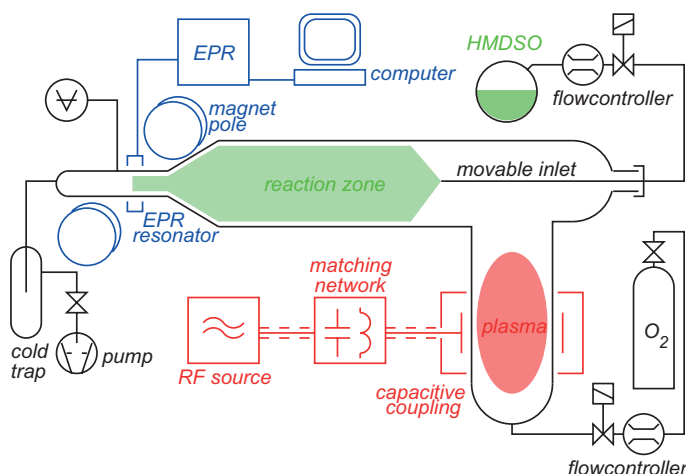 EPR
computer
HMDSO
flowcontroller
magnet
pole
reaction zone
movable inlet
EPR
resonator
matching
network
plasma
O2
cold
trap
pump
RF source
capacitive
coupling
flowcontroller